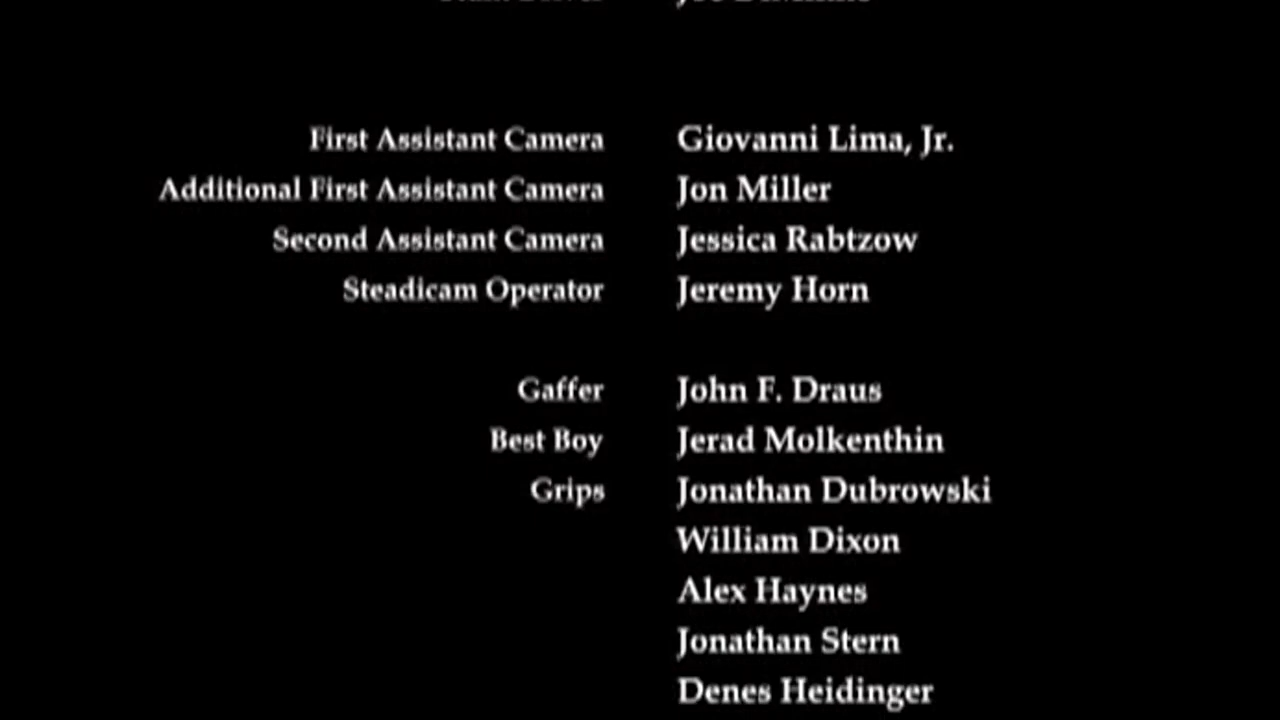 First Assistant Camera Giovanni Lima, Jr.
Additional First Assistant Camera Jon Miller
Second Assistant Camera Jessica Rabtzow
Steadicam Operator Jeremy Horn
Gaffer John F. Draus
Best Boy Jerad Molkenthin
Grips Jonathan Dubrowski
William Dixon
Alex Haynes
Jonathan Stern
Denes Heidinger